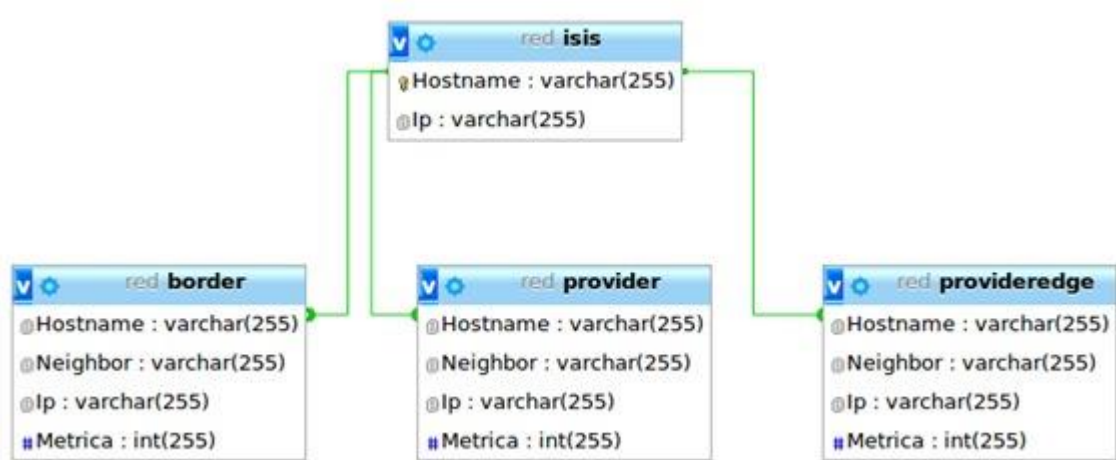 red isis
Hostname : varchar(255)
Ip : varchar(255)
red border
Hostname : varchar(255)
Neighbor : varchar(255)
Ip : varchar(255)
Metrica : int(255)
red provider
Hostname : varchar(255)
Neighbor : varchar(255)
Ip : varchar(255)
Metrica : int(255)
red provideredge
Hostname : varchar(255)
Neighbor : varchar(255)
Ip : varchar(255)
Metrica : int(255)